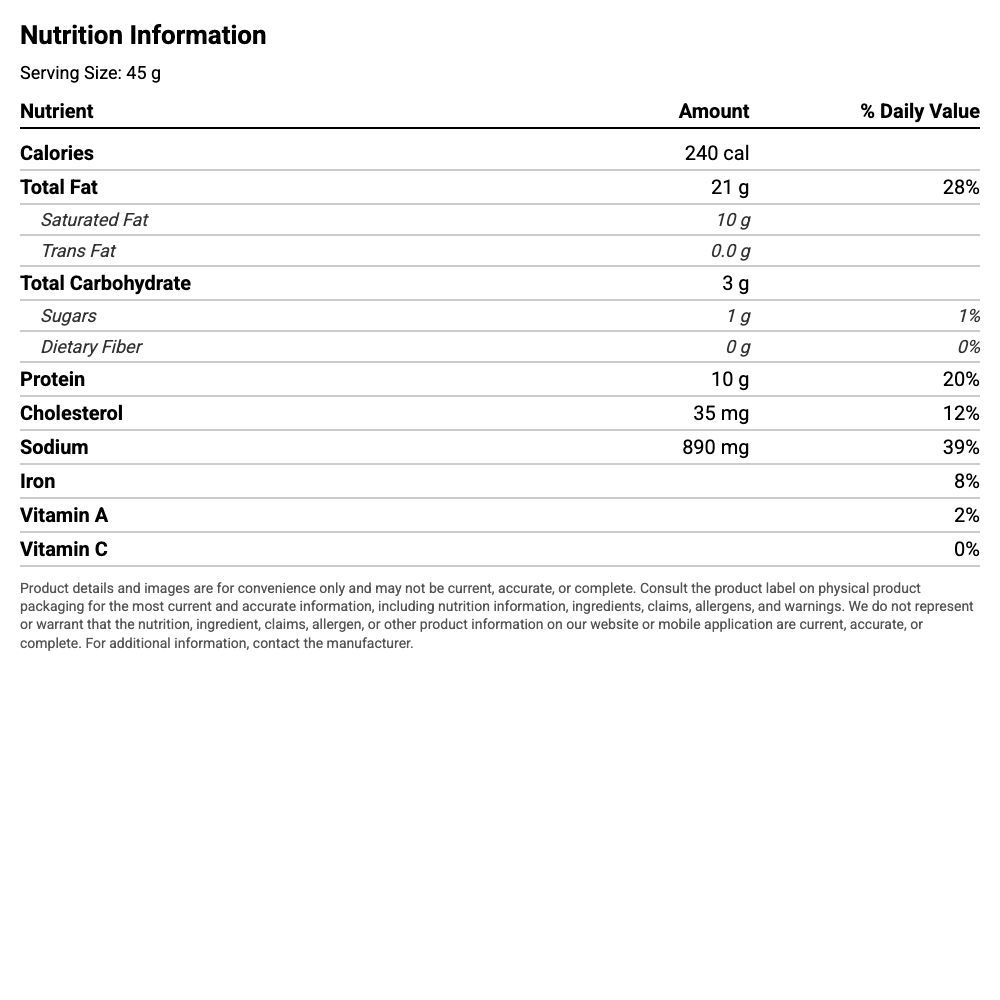 Nutrition Information
Serving Size: 45 g
Nutrient Amount % Daily Value
Calories 240 cal
Total Fat 21 g 28%
Saturated Fat 10 g
Trans Fat 0.0 g
Total Carbohydrate 3 g
Sugars 1 g 1%
Dietary Fiber 0 g 0%
Protein 10 g 20%
Cholesterol 35 mg 12%
Sodium 890 mg 39%
Iron 8%
Vitamin A 2%
Vitamin C 0%
Product details and images are for convenience only and may not be current, accurate, or complete. Consult the product label on physical product
packaging for the most current and accurate information, including nutrition information, ingredients, claims, allergens, and warnings. We do not represent
or warrant that the nutrition, ingredient, claims, allergen, or other product information on our website or mobile application are current, accurate, or
complete. For additional information, contact the manufacturer.